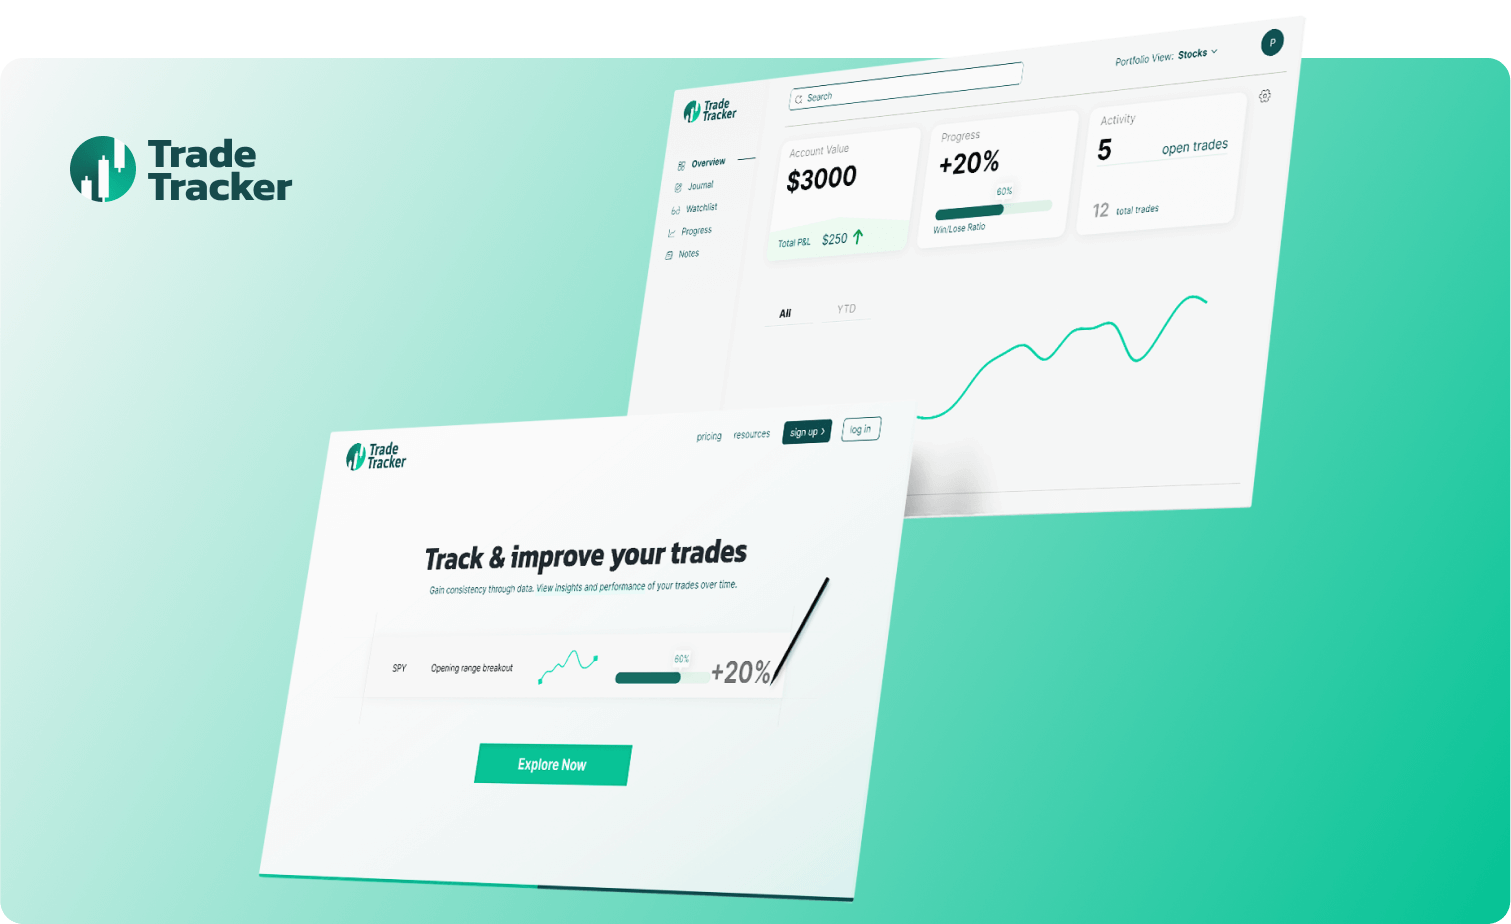 Trade
Tracker
Trade
Tracker
Search
Portfolio View: Stocks
P
Overview
Journal
Watchlist
Progress
Notes
Account Value
$3000
Total P&L $250
Progress
+20%
60%
Win/Lose Ratio
Activity
5 open trades
12 total trades
All YTD
Trade
Tracker
pricing resources sign up › log in
Track & improve your trades
Gain consistency through data. View insights and performance of your trades over time.
SPY Opening range breakout 60% +20%
Explore Now